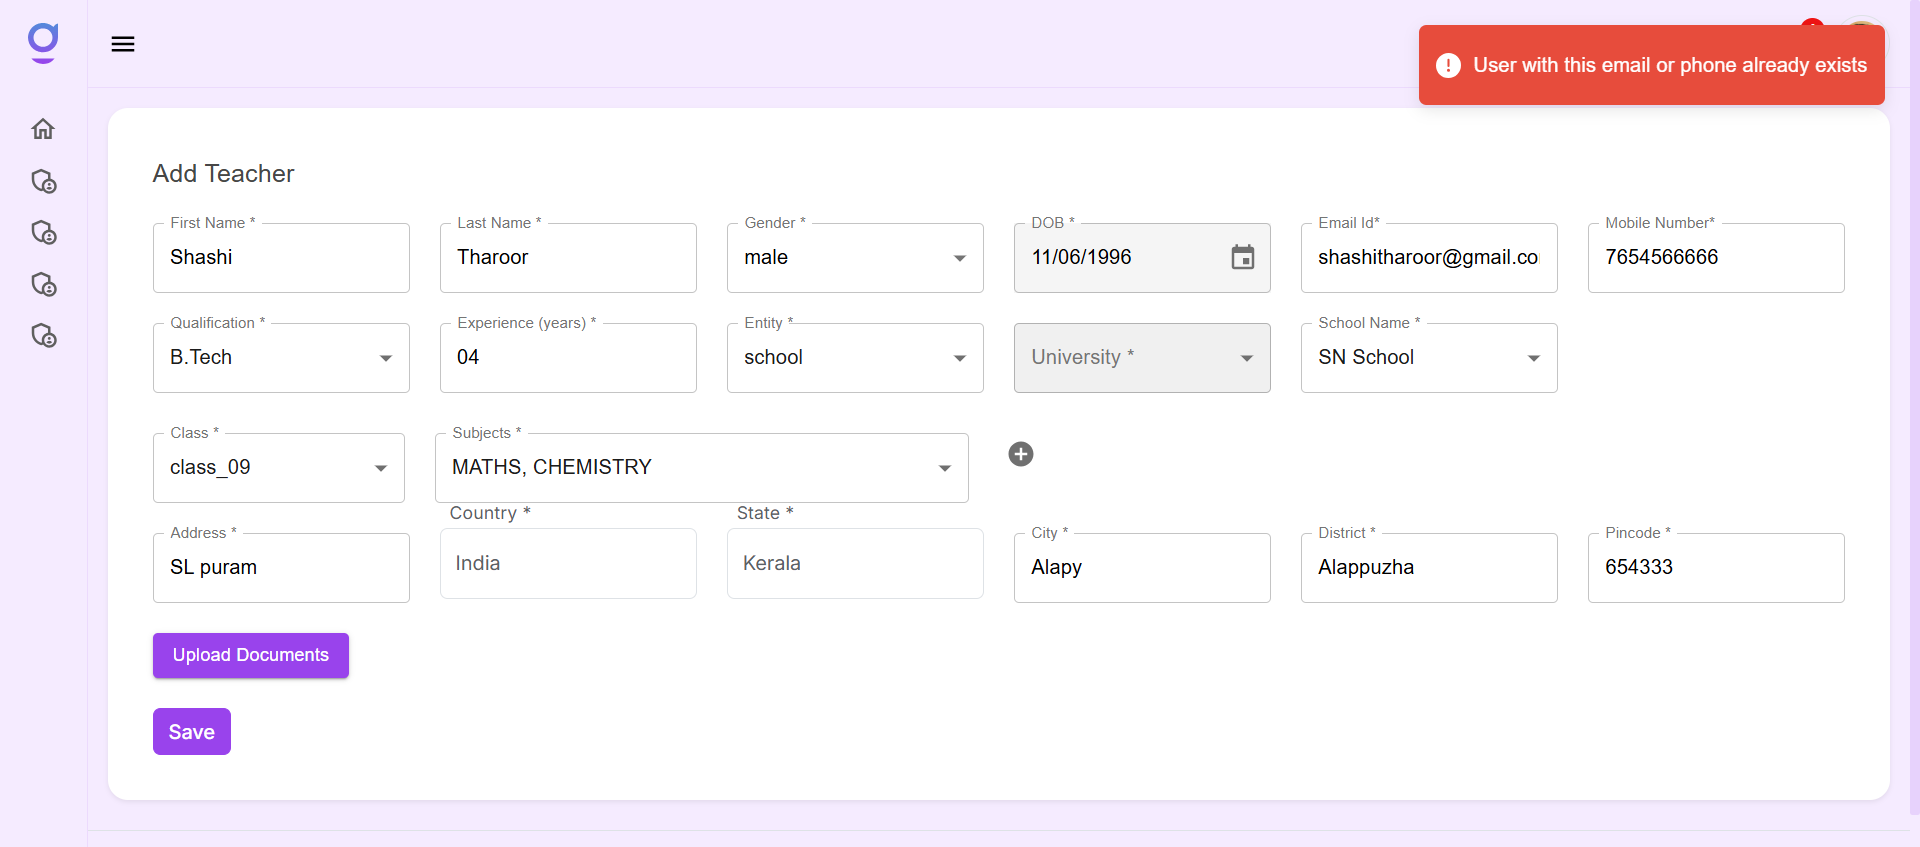 User with this email or phone already exists
Add Teacher
First Name * Last Name * Gender * DOB * Email Id* Mobile Number*
Shashi Tharoor male 11/06/1996 shashitharoor@gmail.co 7654566666
Qualification * Experience (years) * Entity * School Name *
B.Tech 04 school University * SN School
Class * Subjects *
class_09 MATHS, CHEMISTRY
Country * State *
Address * City * District * Pincode *
SL puram India Kerala Alapy Alappuzha 654333
Upload Documents
Save